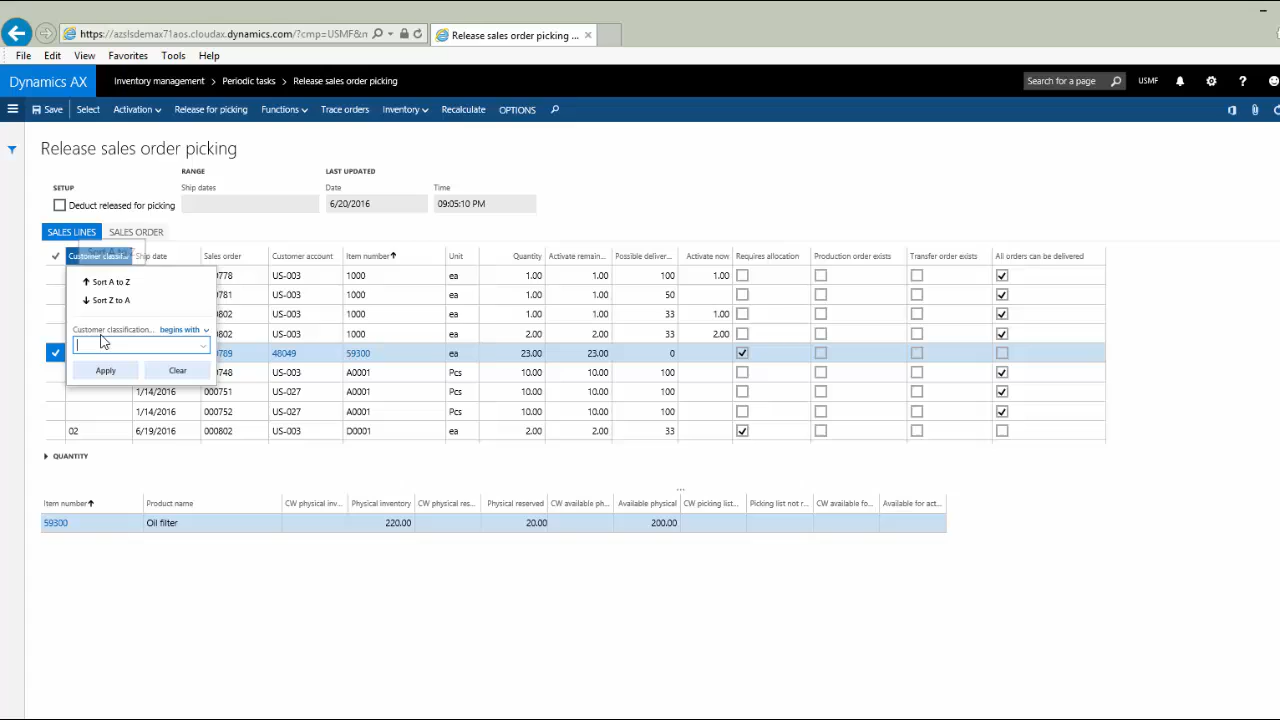 https://azslsdemax71aos.cloudax.dynamics.com/?cmp=USMF&n
Release sales order picking ...
File Edit View Favorites Tools Help
Dynamics AX Inventory management > Periodic tasks > Release sales order picking Search for a page USMF ?
Save Select Activation Release for picking Functions Trace orders Inventory Recalculate OPTIONS
Release sales order picking
RANGE LAST UPDATED
SETUP Ship dates Date Time
Deduct released for picking 6/20/2016 09:05:10 PM
SALES LINES SALES ORDER
Customer classif... Ship date Sales order Customer account Item number Unit Quantity Activate remain... Possible deliver... Activate now Requires allocation Production order exists Transfer order exists All orders can be delivered
0778 US-003 1000 ea 1.00 1.00 100 1.00
Sort A to Z
0781 US-003 1000 ea 1.00 1.00 50
Sort Z to A
0802 US-003 1000 ea 1.00 1.00 33 1.00
Customer classification... begins with
0802 US-003 1000 ea 2.00 2.00 33 2.00
0789 48049 59300 ea 23.00 23.00 0
Apply Clear
0748 US-003 A0001 Pcs 10.00 10.00 100
1/14/2016 000751 US-027 A0001 Pcs 10.00 10.00 100
1/14/2016 000752 US-027 A0001 Pcs 10.00 10.00 100
02 6/19/2016 000802 US-003 D0001 ea 2.00 2.00 33
QUANTITY
...
Item number Product name CW physical inv... Physical inventory CW physical res... Physical reserved CW available ph... Available physical CW picking list... Picking list not r... CW available fo... Available for act...
59300 Oil filter 220.00 20.00 200.00